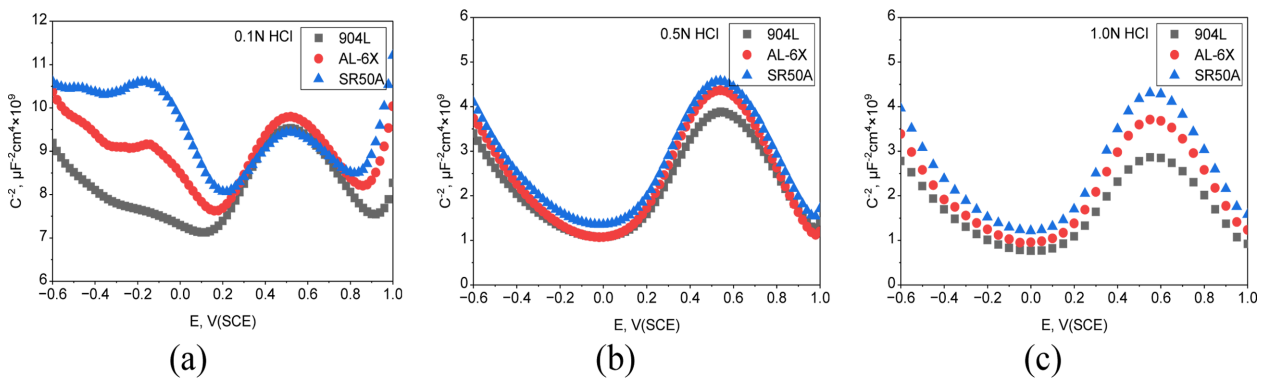 0.1N HCl
904L
AL-6X
SR50A
12
11
10
9
8
7
6
C⁻², μF⁻²cm⁴×10⁹
−0.6 −0.4 −0.2 0.0 0.2 0.4 0.6 0.8 1.0
E, V(SCE)
(a)
0.5N HCl
904L
AL-6X
SR50A
6
5
4
3
2
1
0
C⁻², μF⁻²cm⁴×10⁹
−0.6 −0.4 −0.2 0.0 0.2 0.4 0.6 0.8 1.0
E, V(SCE)
(b)
1.0N HCl
904L
AL-6X
SR50A
6
5
4
3
2
1
0
C⁻², μF⁻²cm⁴×10⁹
−0.6 −0.4 −0.2 0.0 0.2 0.4 0.6 0.8 1.0
E, V(SCE)
(c)